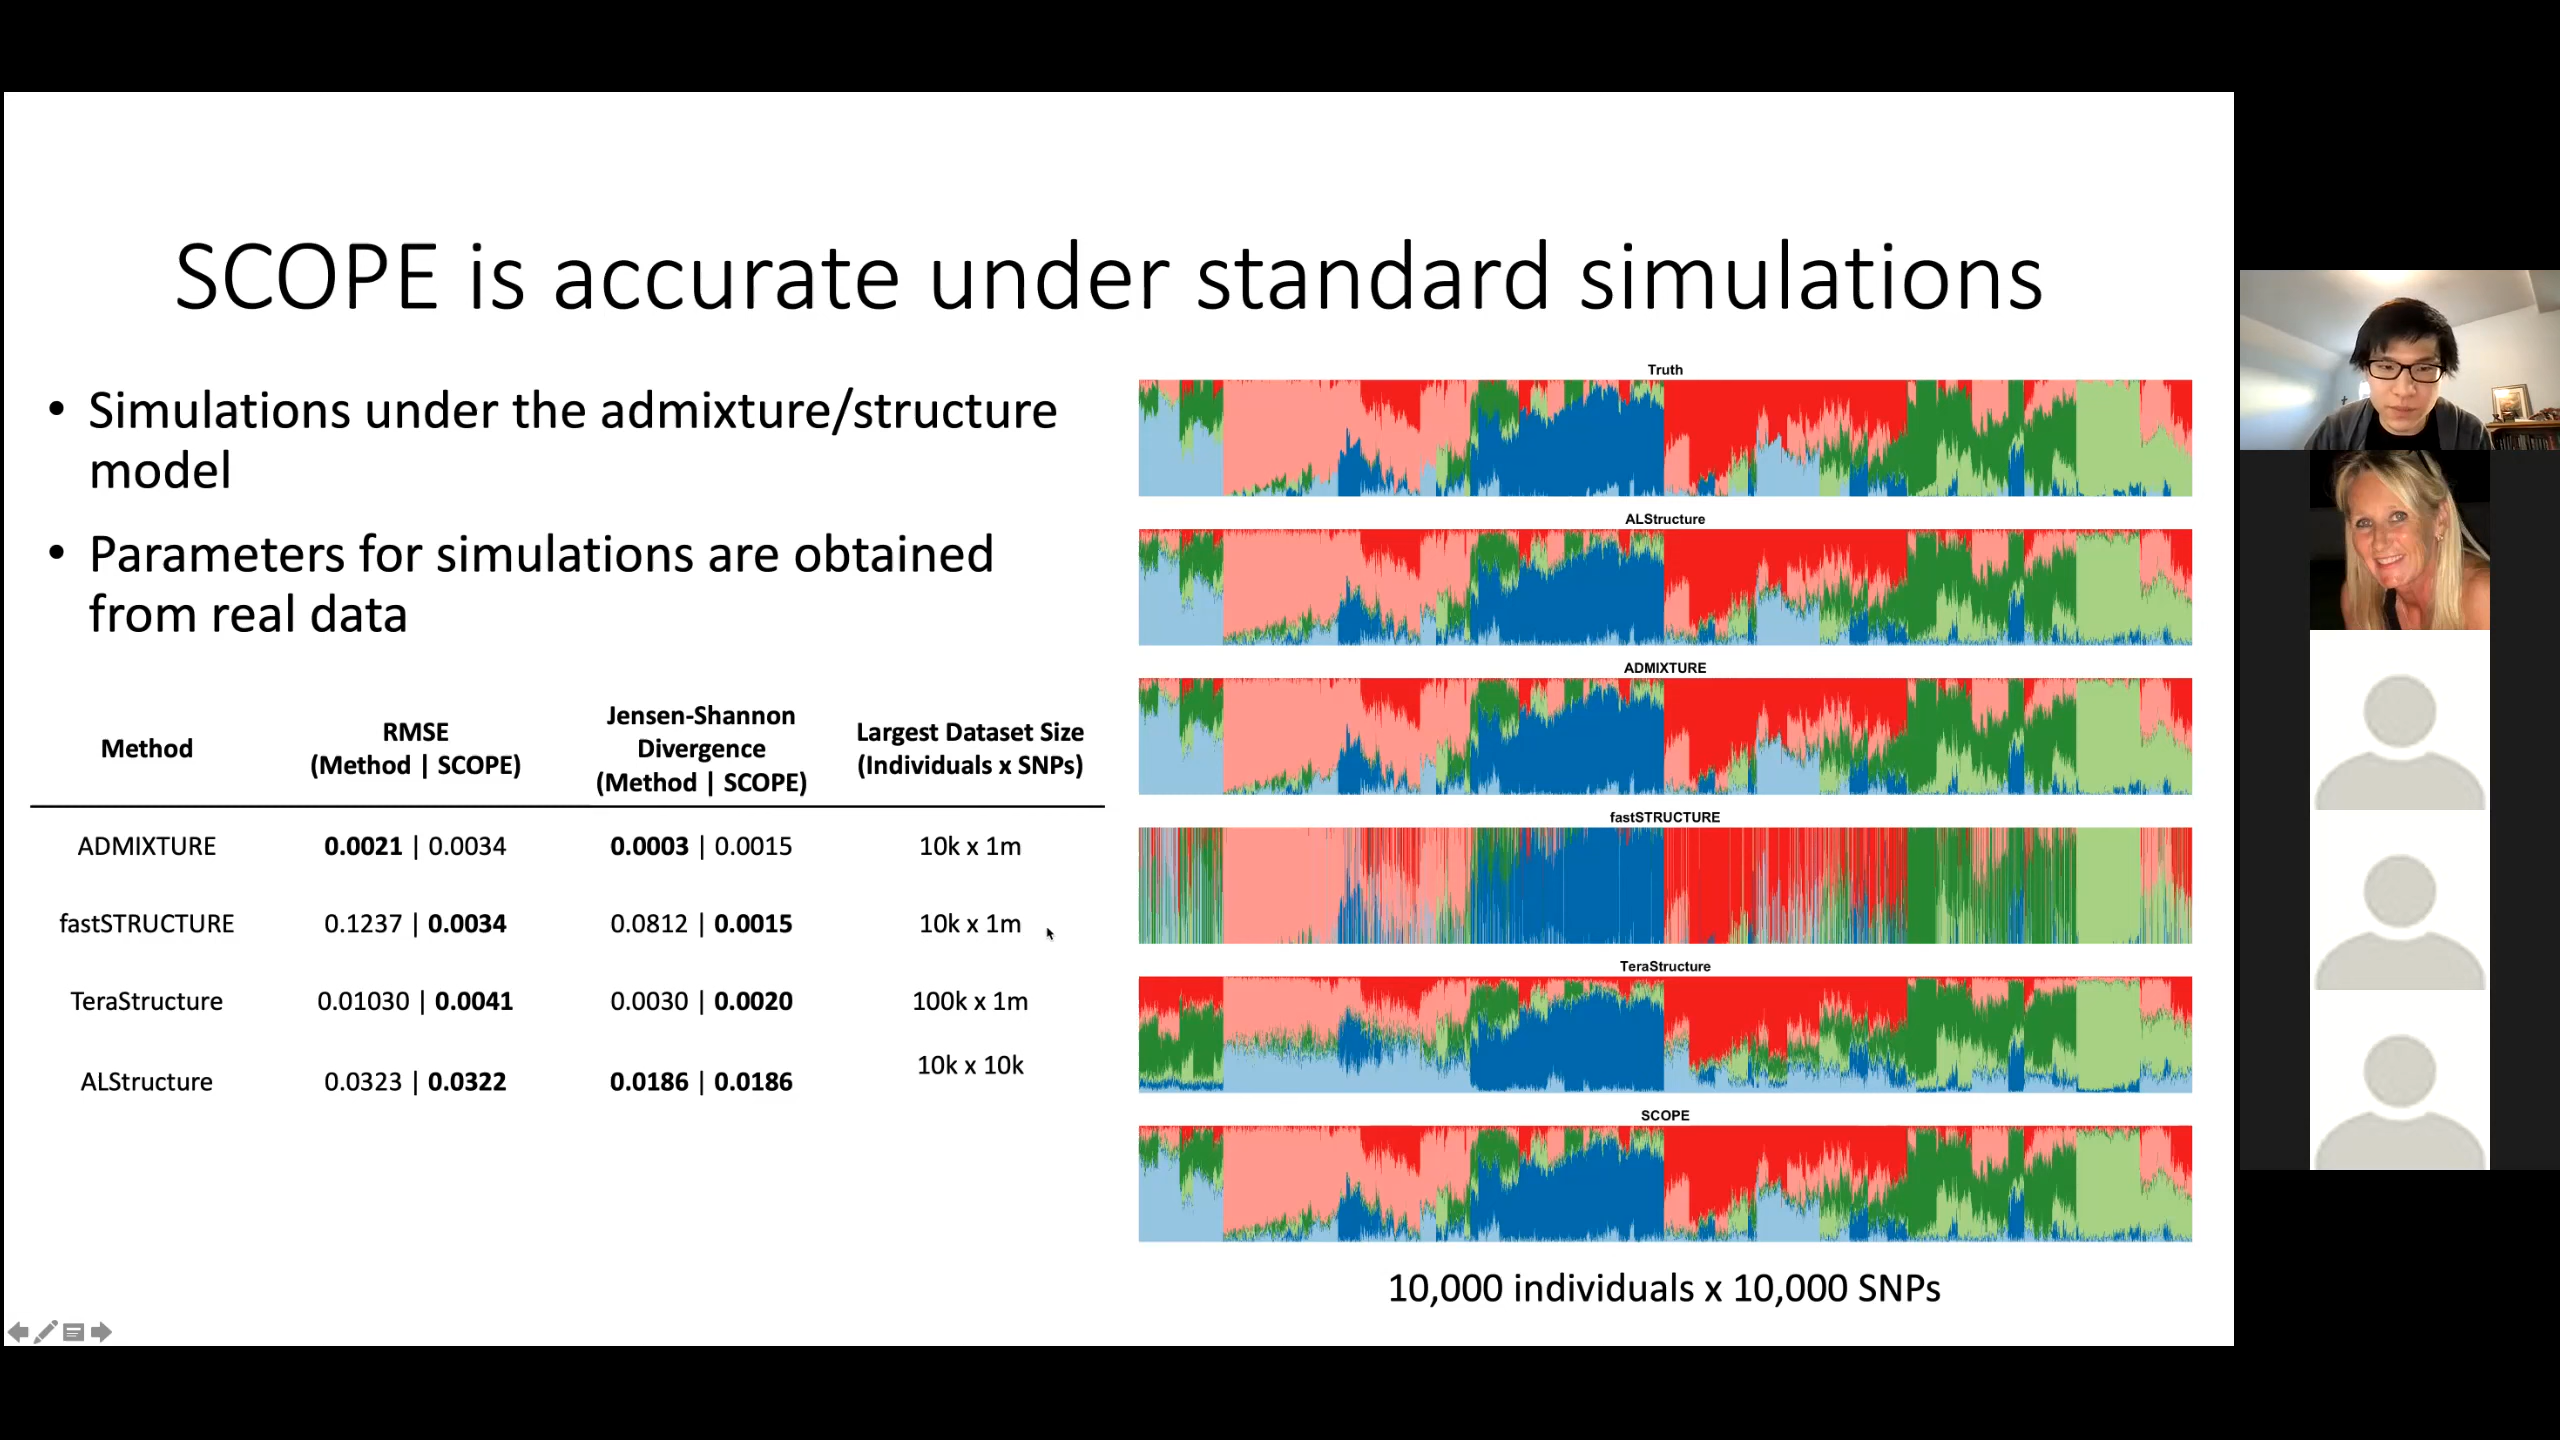 SCOPE is accurate under standard simulations
• Simulations under the admixture/structure
model
• Parameters for simulations are obtained
from real data
Method
RMSE
(Method | SCOPE)
Jensen-Shannon
Divergence
(Method | SCOPE)
Largest Dataset Size
(Individuals x SNPs)
ADMIXTURE 0.0021 | 0.0034 0.0003 | 0.0015 10k x 1m
fastSTRUCTURE 0.1237 | 0.0034 0.0812 | 0.0015 10k x 1m
TeraStructure 0.01030 | 0.0041 0.0030 | 0.0020 100k x 1m
ALStructure 0.0323 | 0.0322 0.0186 | 0.0186 10k x 10k
Truth
ALStructure
ADMIXTURE
fastSTRUCTURE
TeraStructure
SCOPE
10,000 individuals x 10,000 SNPs